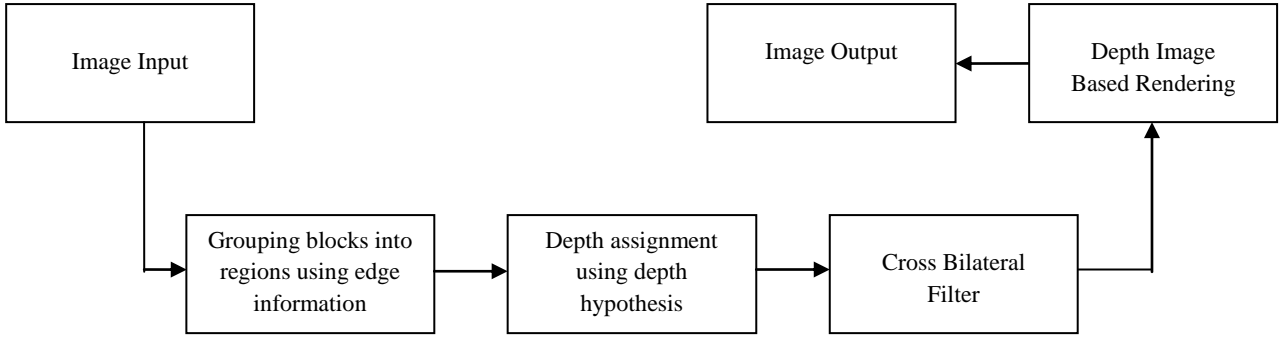 Image Input
Image Output
Depth Image
Based Rendering
Grouping blocks into
regions using edge
information
Depth assignment
using depth
hypothesis
Cross Bilateral
Filter